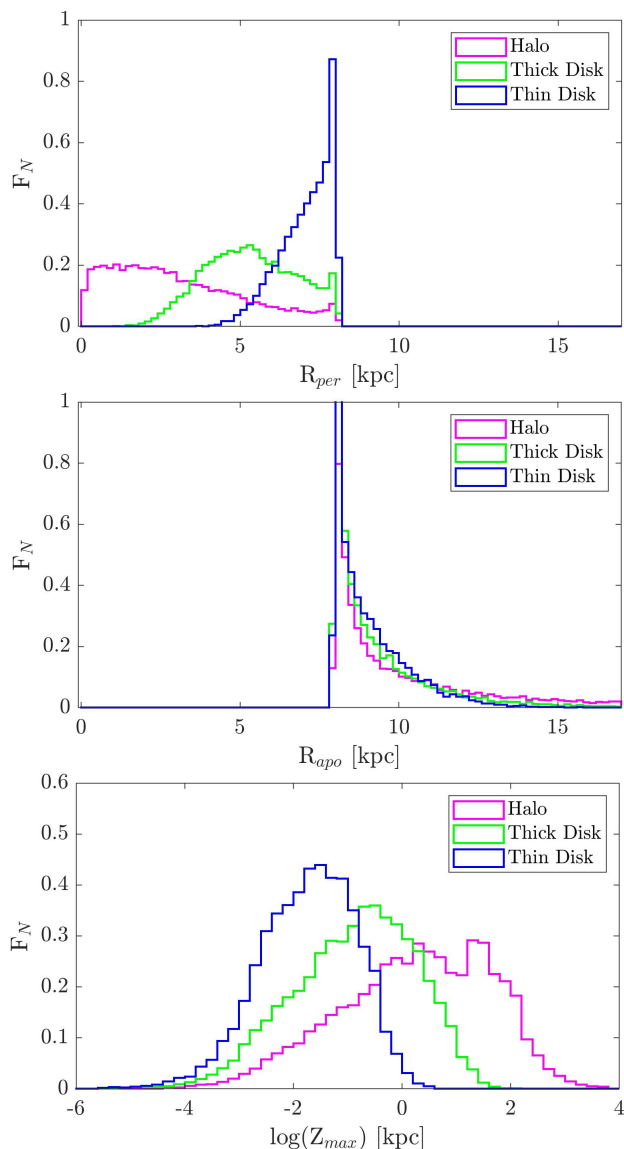 1
0.8
0.6
0.4
0.2
0
F_N
0 5 10 15
R_per [kpc]
Halo
Thick Disk
Thin Disk
1
0.8
0.6
0.4
0.2
0
F_N
0 5 10 15
R_apo [kpc]
Halo
Thick Disk
Thin Disk
0.6
0.5
0.4
0.3
0.2
0.1
0
F_N
-6 -4 -2 0 2 4
log(Z_max) [kpc]
Halo
Thick Disk
Thin Disk